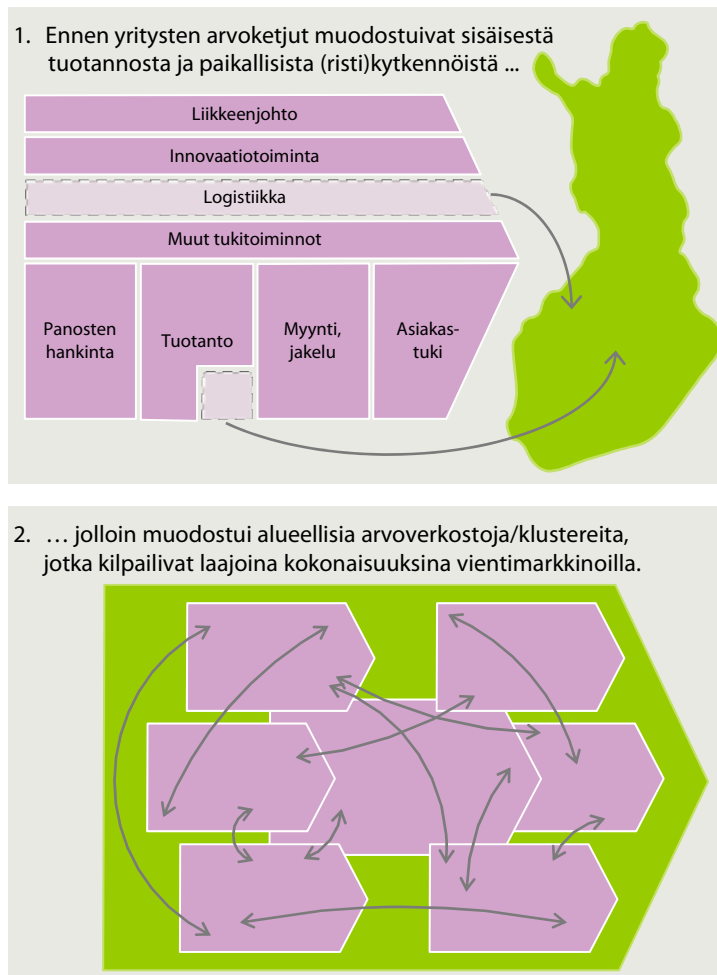 1. Ennen yritysten arvoketjut muodostuivat sisäisestä
tuotannosta ja paikallisista (risti)kytkennöistä ...
Liikkeenjohto
Innovaatiotoiminta
Logistiikka
Muut tukitoiminnot
Panosten
hankinta
Tuotanto
Myynti,
jakelu
Asiakas-
tuki
2. … jolloin muodostui alueellisia arvoverkostoja/klustereita,
jotka kilpailivat laajoina kokonaisuuksina vientimarkkinoilla.